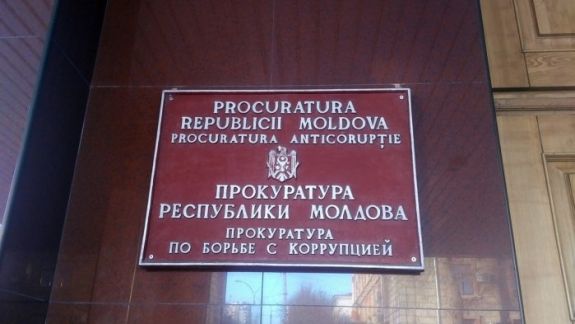 PROCURATURA
REPUBLICII MOLDOVA
PROCURATURA ANTICORUPȚIE
ПРОКУРАТУРА
РЕСПУБЛИКИ МОЛДОВА
ПРОКУРАТУРА
ПО БОРЬБЕ С КОРРУПЦИЕЙ